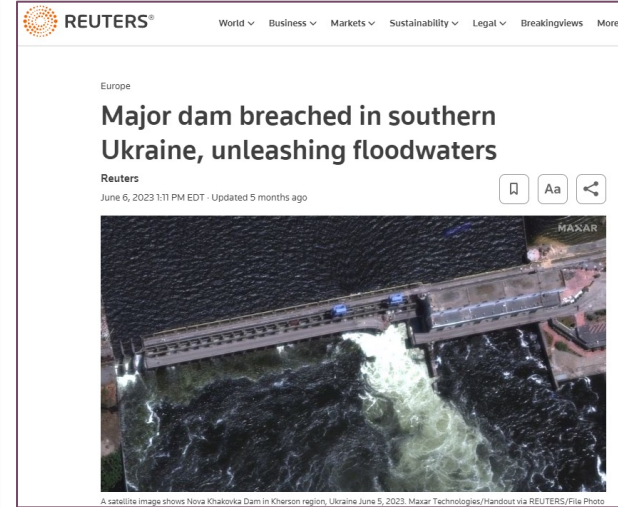 REUTERS®
World Business Markets Sustainability Legal Breakingviews More
Europe
Major dam breached in southern
Ukraine, unleashing floodwaters
Reuters
June 6, 2023 1:11 PM EDT · Updated 5 months ago
Aa
MAXAR
A satellite image shows Nova Khakovka Dam in Kherson region, Ukraine June 5, 2023. Maxar Technologies/Handout via REUTERS/File Photo